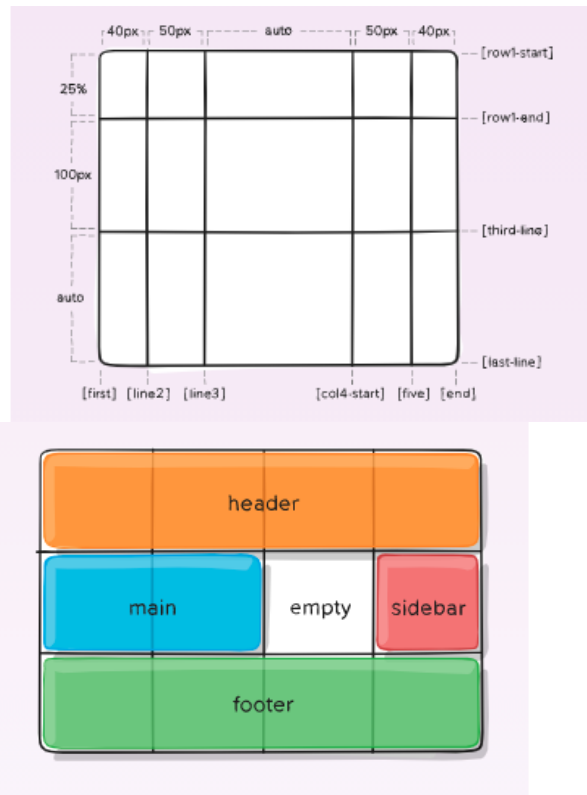 40px 50px auto 50px 40px
[row1-start]
25%
[row1-end]
100px
[third-line]
auto
[last-line]
[first] [line2] [line3] [col4-start] [five] [end]
header
main empty sidebar
footer